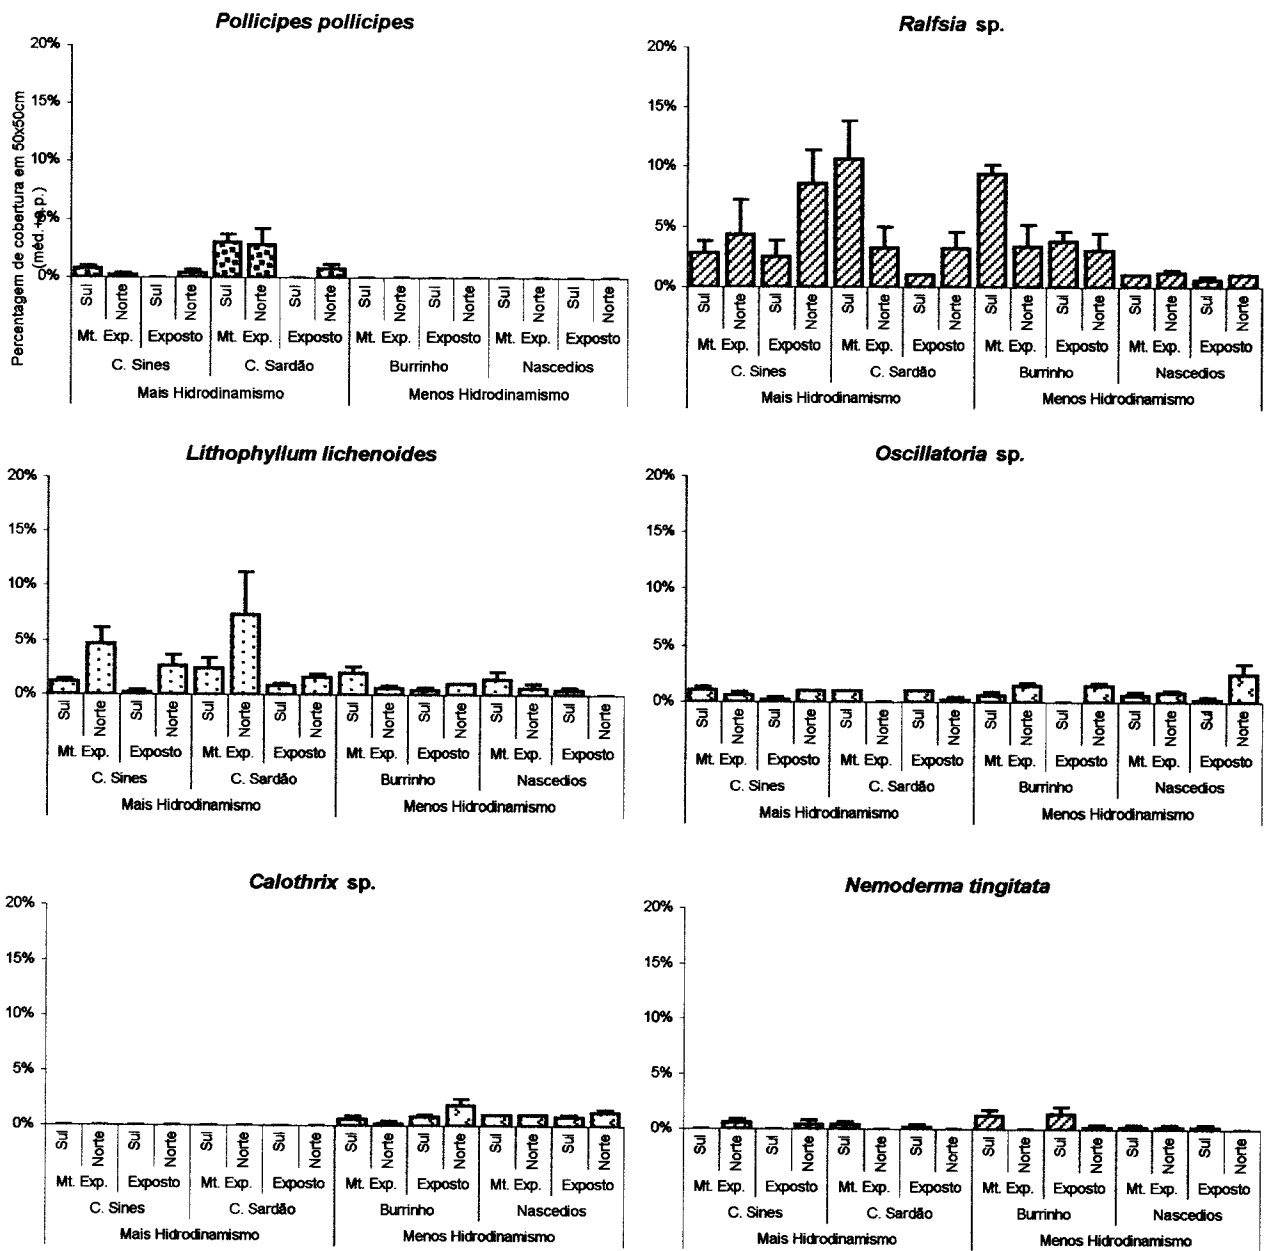 Pollicipes pollicipes
Percentagem de cobertura em 50x50cm
20%
15%
10%
5%
0%
Sul Norte Sul Norte Sul Norte Sul Norte Sul Norte Sul Norte Sul Norte Sul Norte
Mt. Exp. Exposto Mt. Exp. Exposto Mt. Exp. Exposto Mt. Exp. Exposto
C. Sines C. Sardão Burrinho Nascedios
Mais Hidrodinamismo Menos Hidrodinamismo
Ralfsia sp.
20%
15%
10%
5%
0%
Sul Norte Sul Norte Sul Norte Sul Norte Sul Norte Sul Norte Sul Norte Sul Norte
Mt. Exp. Exposto Mt. Exp. Exposto Mt. Exp. Exposto Mt. Exp. Exposto
C. Sines C. Sardão Burrinho Nascedios
Mais Hidrodinamismo Menos Hidrodinamismo
Lithophyllum lichenoides
20%
15%
10%
5%
0%
Sul Norte Sul Norte Sul Norte Sul Norte Sul Norte Sul Norte Sul Norte Sul Norte
Mt. Exp. Exposto Mt. Exp. Exposto Mt. Exp. Exposto Mt. Exp. Exposto
C. Sines C. Sardão Burrinho Nascedios
Mais Hidrodinamismo Menos Hidrodinamismo
Oscillatoria sp.
20%
15%
10%
5%
0%
Sul Norte Sul Norte Sul Norte Sul Norte Sul Norte Sul Norte Sul Norte Sul Norte
Mt. Exp. Exposto Mt. Exp. Exposto Mt. Exp. Exposto Mt. Exp. Exposto
C. Sines C. Sardão Burrinho Nascedios
Mais Hidrodinamismo Menos Hidrodinamismo
Calothrix sp.
20%
15%
10%
5%
0%
Sul Norte Sul Norte Sul Norte Sul Norte Sul Norte Sul Norte Sul Norte Sul Norte
Mt. Exp. Exposto Mt. Exp. Exposto Mt. Exp. Exposto Mt. Exp. Exposto
C. Sines C. Sardão Burrinho Nascedios
Mais Hidrodinamismo Menos Hidrodinamismo
Nemoderma tingitata
20%
15%
10%
5%
0%
Sul Norte Sul Norte Sul Norte Sul Norte Sul Norte Sul Norte Sul Norte Sul Norte
Mt. Exp. Exposto Mt. Exp. Exposto Mt. Exp. Exposto Mt. Exp. Exposto
C. Sines C. Sardão Burrinho Nascedios
Mais Hidrodinamismo Menos Hidrodinamismo